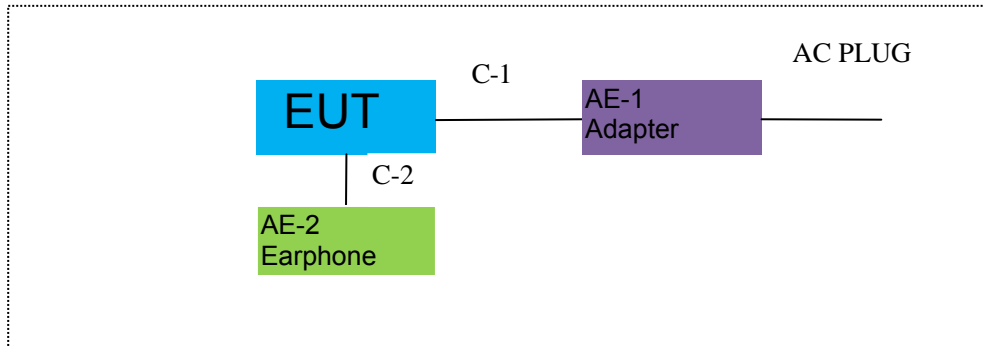 AC PLUG
C-1
EUT
AE-1
Adapter
C-2
AE-2
Earphone